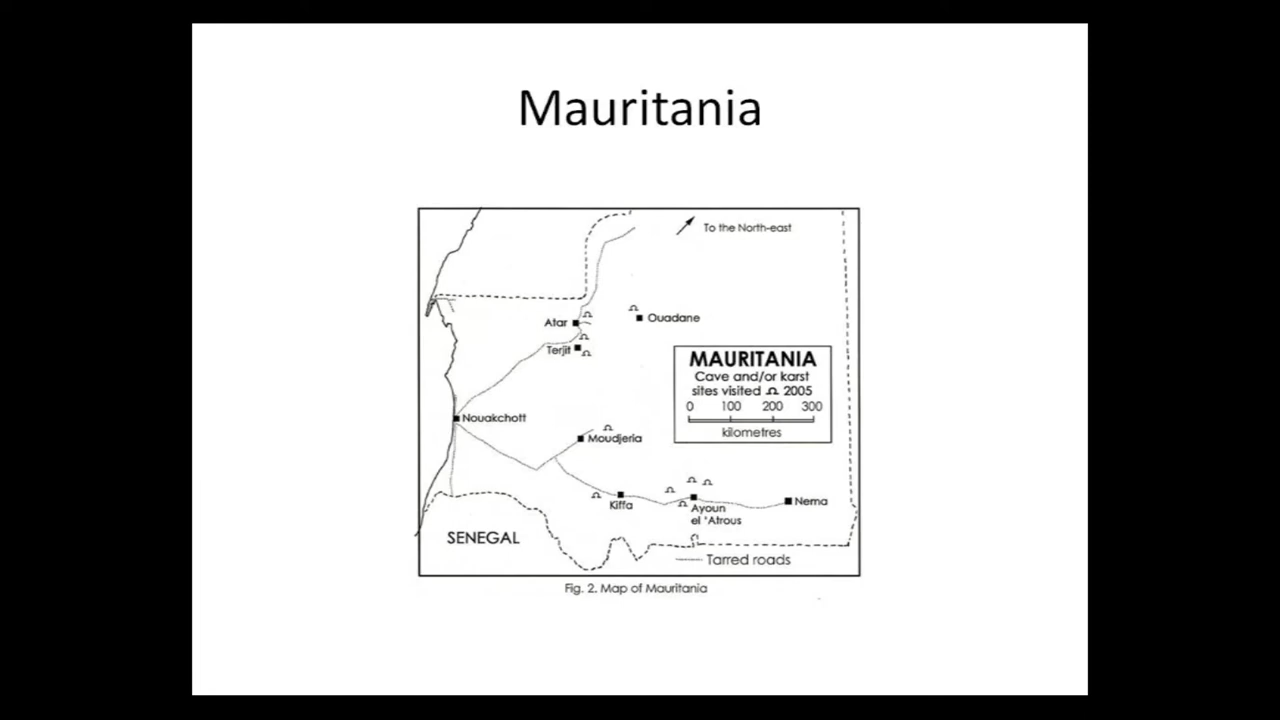 Mauritania
To the North-east
Atar
Ouadane
Terjit
MAURITANIA
Cave and/or karst
sites visited 2005
0 100 200 300
kilometres
Nouakchott
Moudjeria
Kiffa
Ayoun
el 'Atrous
Nema
SENEGAL
Tarred roads
Fig. 2. Map of Mauritania